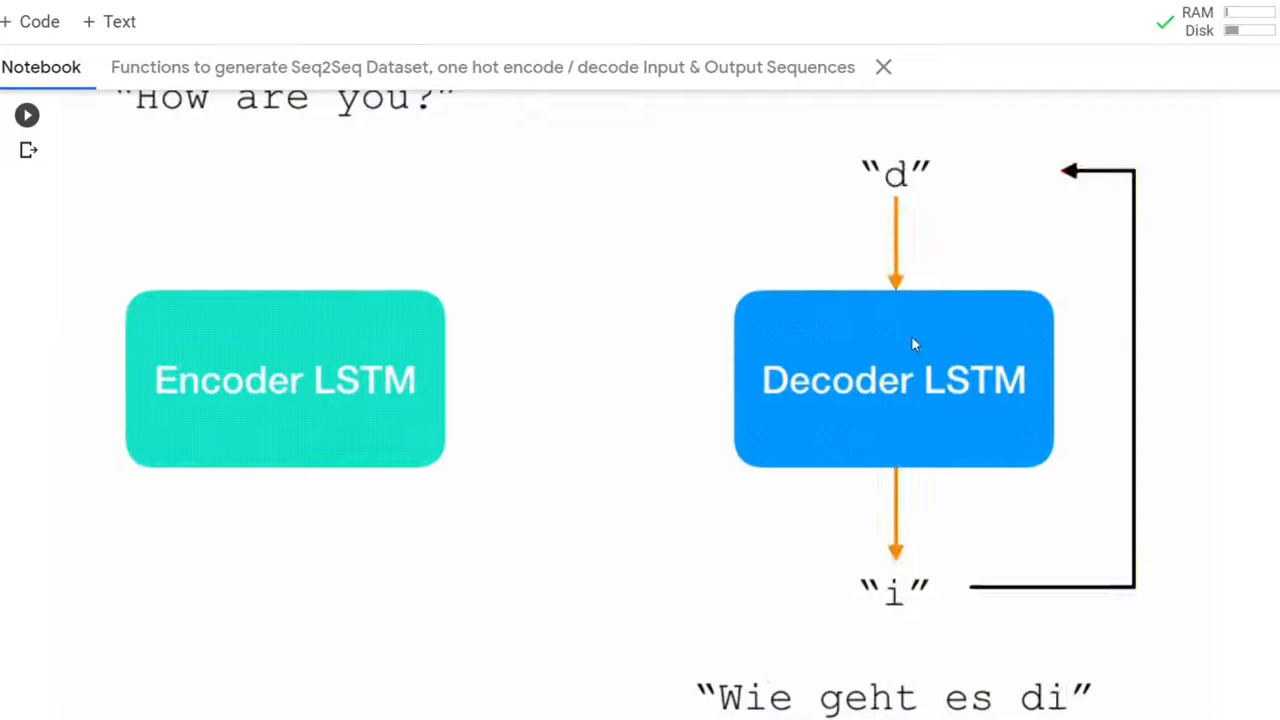 + Code + Text
RAM
Disk
Notebook Functions to generate Seq2Seq Dataset, one hot encode / decode Input & Output Sequences
“How are you?”
“d”
Encoder LSTM
Decoder LSTM
“i”
“Wie geht es di”